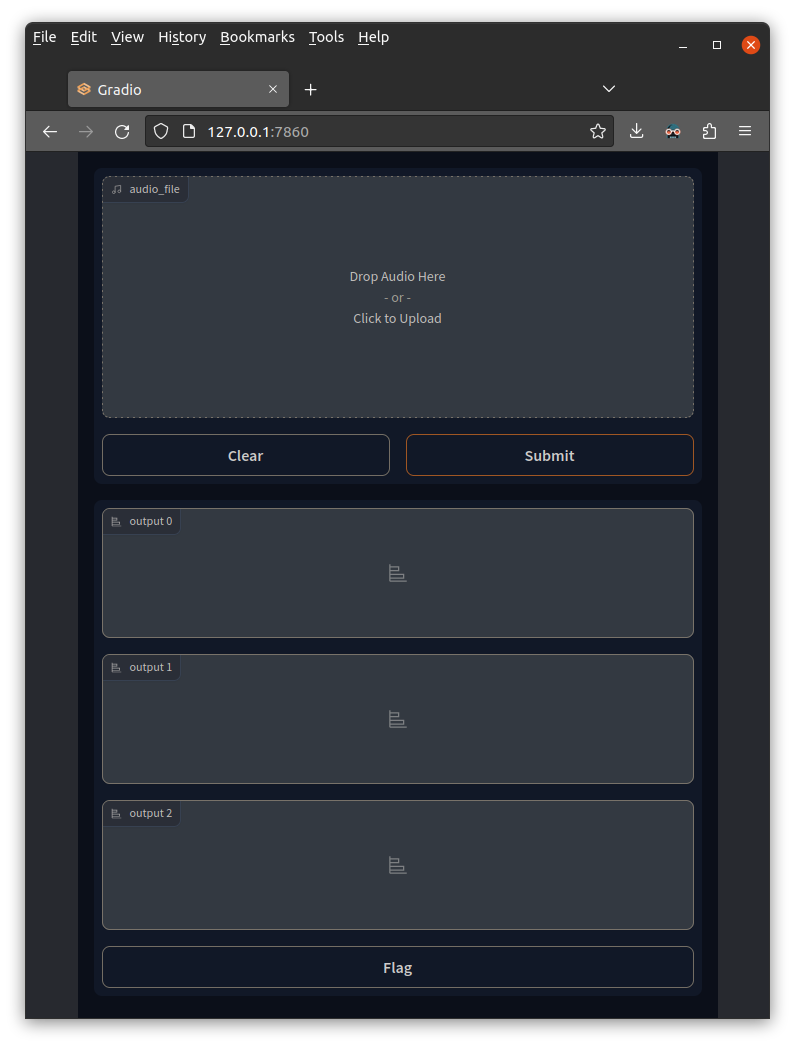 File Edit View History Bookmarks Tools Help
Gradio
127.0.0.1:7860
audio_file
Drop Audio Here
- or -
Click to Upload
Clear Submit
output 0
output 1
output 2
Flag